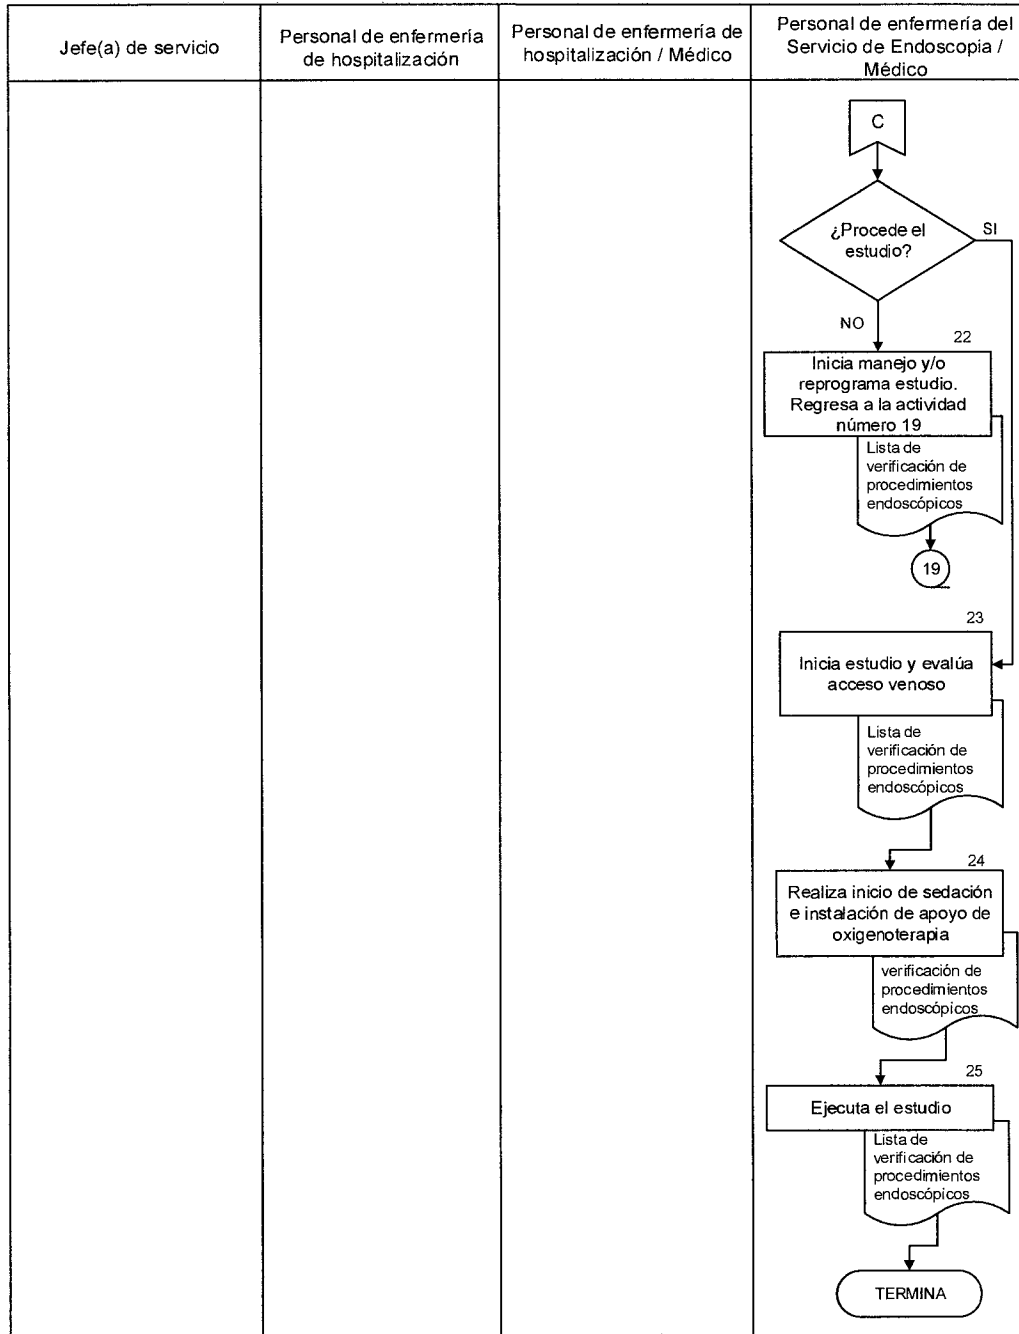 Jefe(a) de servicio
Personal de enfermería
de hospitalización
Personal de enfermería de
hospitalización / Médico
Personal de enfermería del
Servicio de Endoscopia /
Médico
C
¿Procede el
estudio?
SI
NO
22
Inicia manejo y/o
reprograma estudio.
Regresa a la actividad
número 19
Lista de
verificación de
procedimientos
endoscópicos
19
23
Inicia estudio y evalúa
acceso venoso
Lista de
verificación de
procedimientos
endoscópicos
24
Realiza inicio de sedación
e instalación de apoyo de
oxigenoterapia
verificación de
procedimientos
endoscópicos
25
Ejecuta el estudio
Lista de
verificación de
procedimientos
endoscópicos
TERMINA